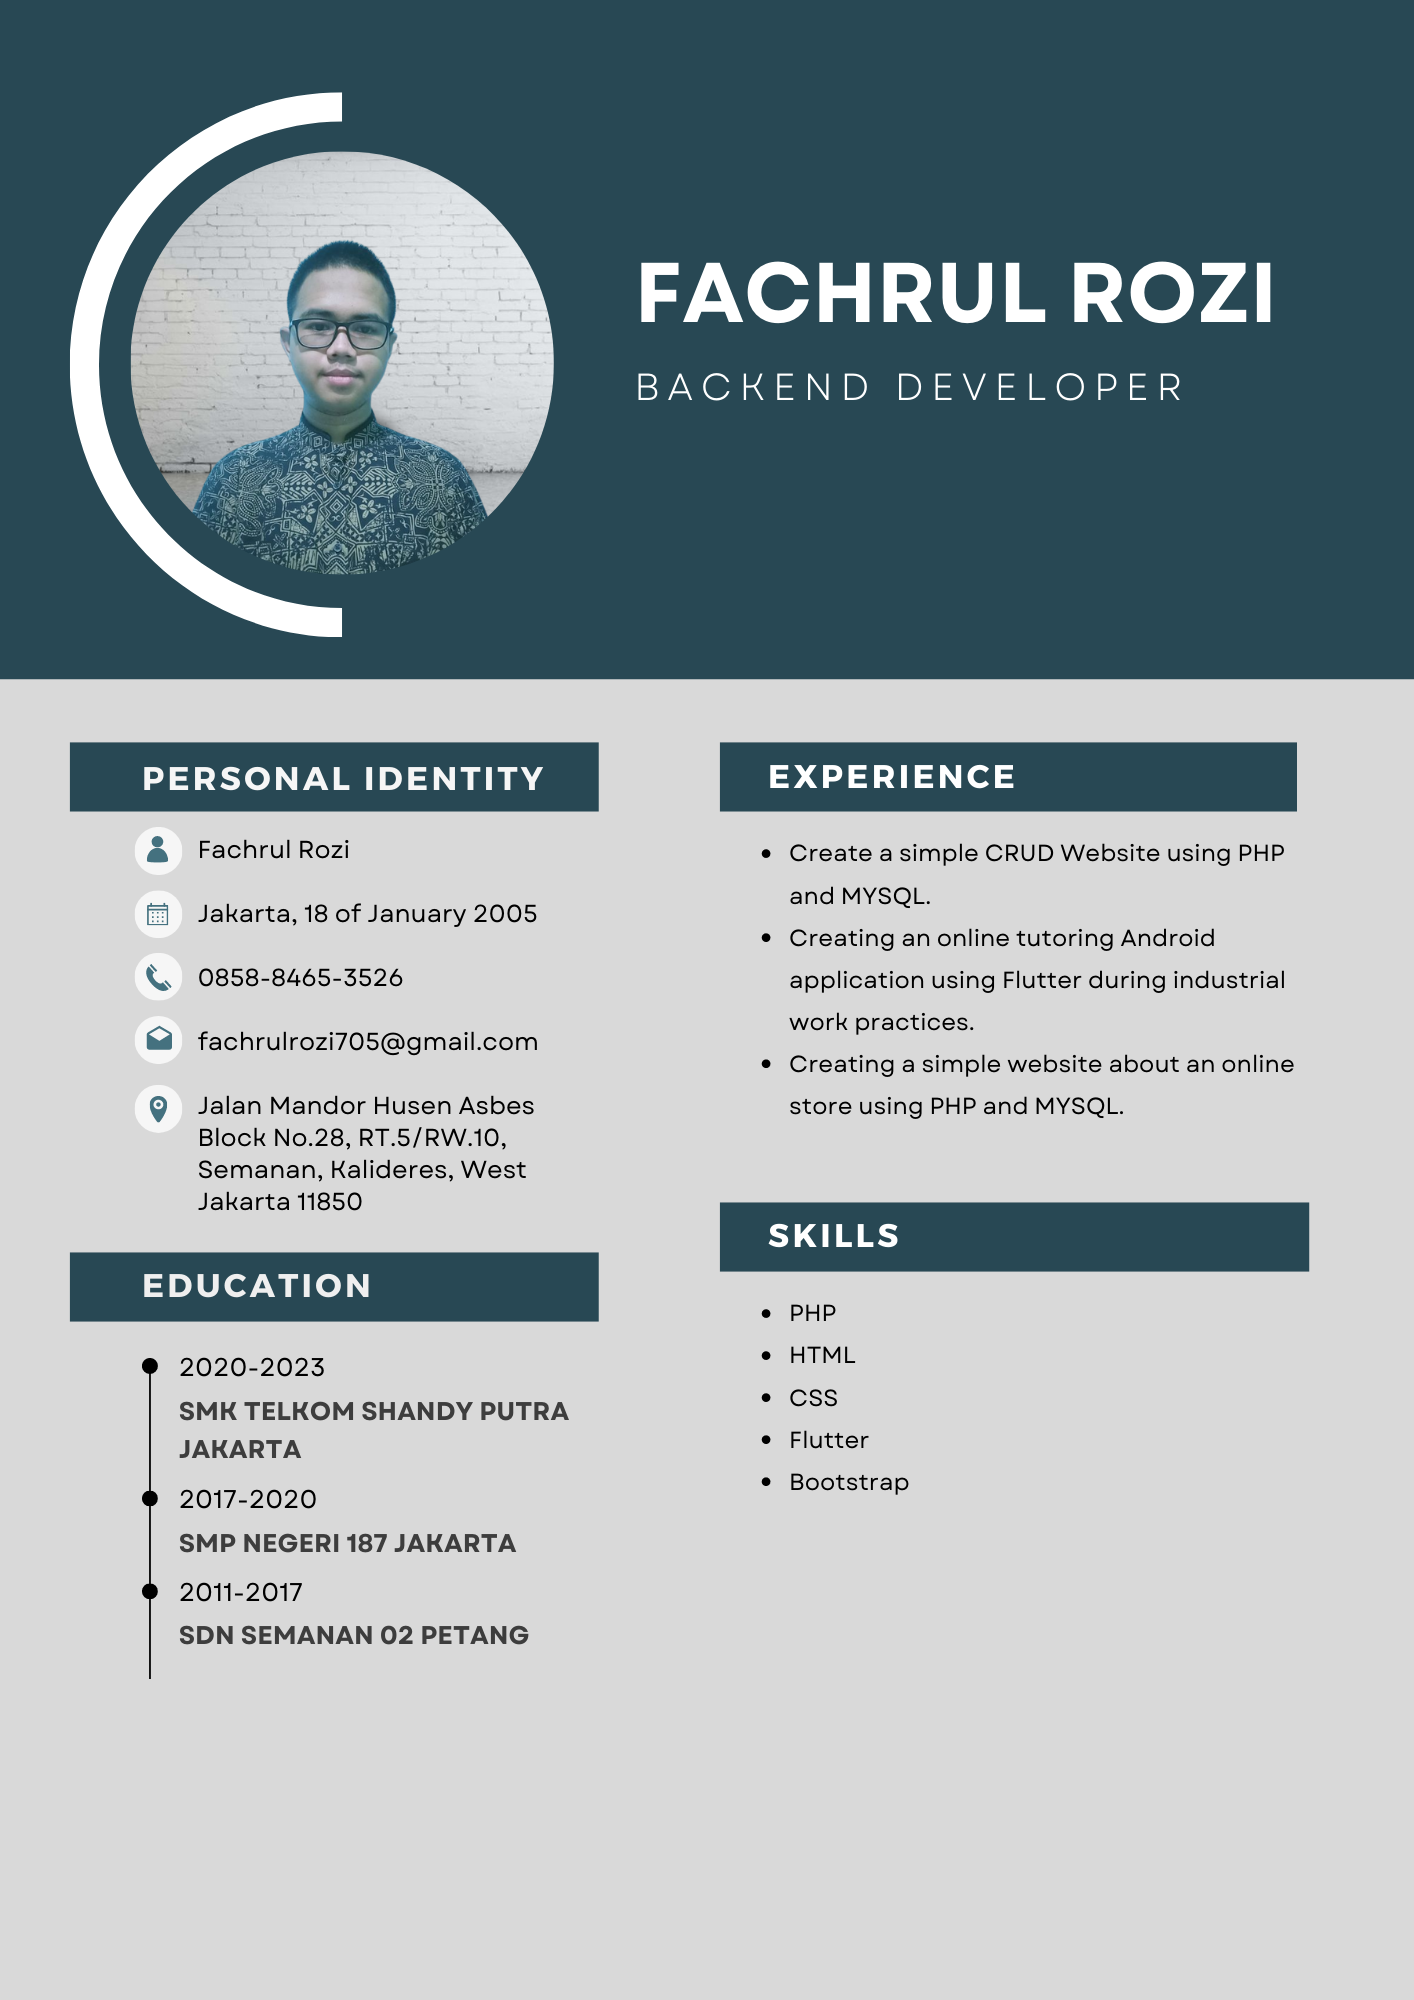 FACHRUL ROZI
BACKEND DEVELOPER
PERSONAL IDENTITY
Fachrul Rozi
Jakarta, 18 of January 2005
0858-8465-3526
fachrulrozi705@gmail.com
Jalan Mandor Husen Asbes
Block No.28, RT.5/RW.10,
Semanan, Kalideres, West
Jakarta 11850
EDUCATION
2020-2023
SMK TELKOM SHANDY PUTRA
JAKARTA
2017-2020
SMP NEGERI 187 JAKARTA
2011-2017
SDN SEMANAN 02 PETANG
EXPERIENCE
Create a simple CRUD Website using PHP
and MYSQL.
Creating an online tutoring Android
application using Flutter during industrial
work practices.
Creating a simple website about an online
store using PHP and MYSQL.
SKILLS
PHP
HTML
CSS
Flutter
Bootstrap